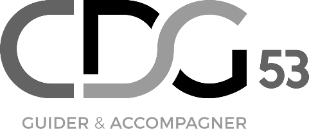 CDG 53
GUIDER & ACCOMPAGNER